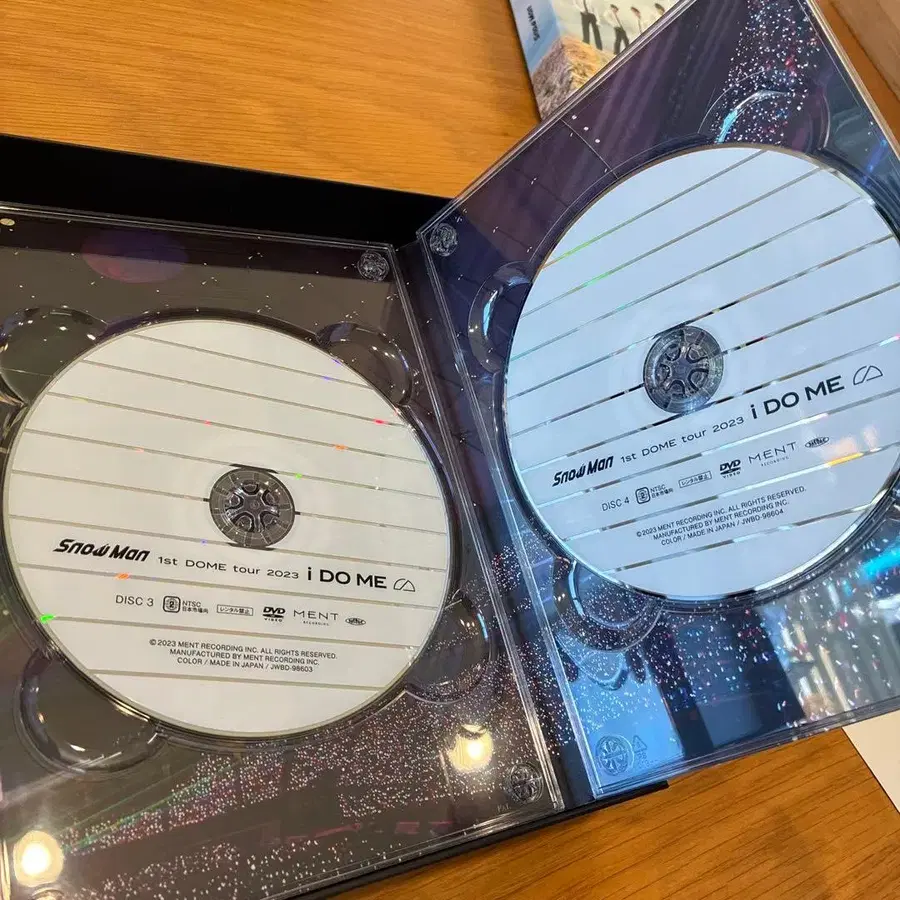 Snow Man
Snow Man 1st DOME tour 2023 i DO ME
DISC 3 2 NTSC 日本市場向 レンタル禁止 DVD VIDEO MENT RECORDING
©2023 MENT RECORDING INC. ALL RIGHTS RESERVED.
MANUFACTURED BY MENT RECORDING INC.
COLOR / MADE IN JAPAN / JWBD-98603
Snow Man 1st DOME tour 2023 i DO ME
DISC 4 2 NTSC 日本市場向 レンタル禁止 DVD VIDEO MENT RECORDING
©2023 MENT RECORDING INC. ALL RIGHTS RESERVED.
MANUFACTURED BY MENT RECORDING INC.
COLOR / MADE IN JAPAN / JWBD-98604